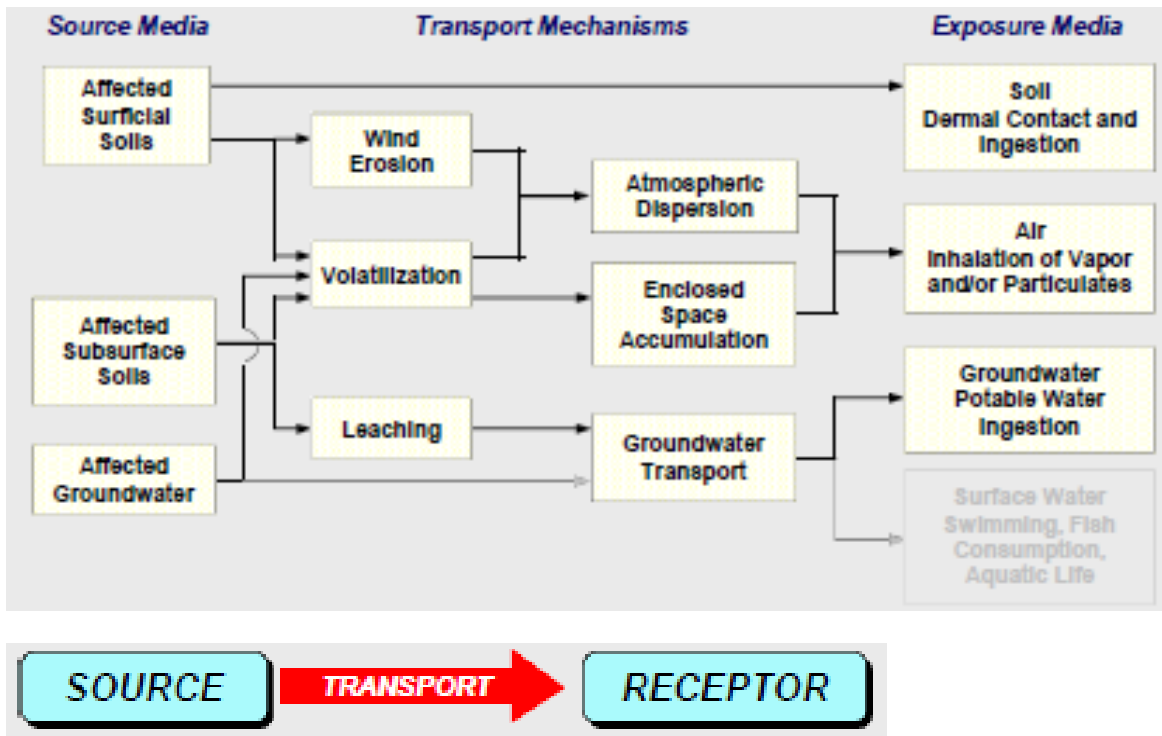 Source Media
Transport Mechanisms
Exposure Media
Affected
Surficial
Soils
Wind
Erosion
Volatilization
Affected
Subsurface
Soils
Leaching
Affected
Groundwater
Atmospheric
Dispersion
Enclosed
Space
Accumulation
Groundwater
Transport
Soil
Dermal Contact and
Ingestion
Air
Inhalation of Vapor
and/or Particulates
Groundwater
Potable Water
Ingestion
Surface Water
Swimming, Fish
Consumption,
Aquatic Life
SOURCE
TRANSPORT
RECEPTOR